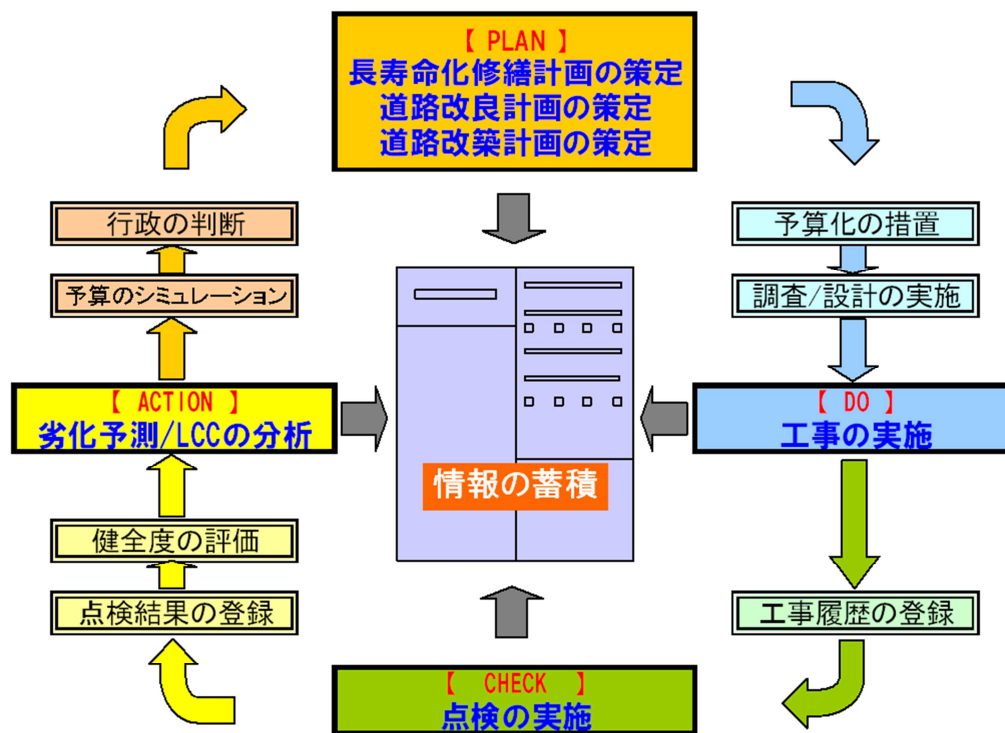 【 PLAN 】
長寿命化修繕計画の策定
道路改良計画の策定
道路改築計画の策定
行政の判断
予算化の措置
予算のシミュレーション
調査/設計の実施
【 ACTION 】
劣化予測/LCCの分析
【 DO 】
工事の実施
情報の蓄積
健全度の評価
点検結果の登録
工事履歴の登録
【 CHECK 】
点検の実施